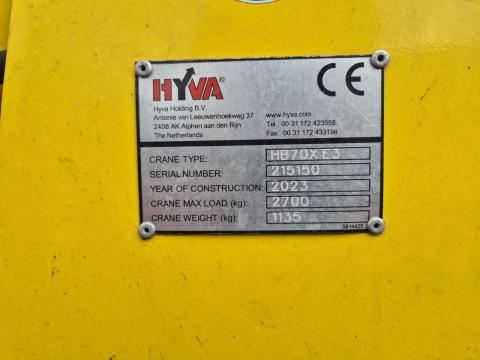 HYVA®
CE
Hyva Holding B.V.
Antonie van Leeuwenhoekweg 37
2408 AK Alphen aan den Rijn
The Netherlands
www.hyva.com
Tel. 00 31 172 423555
Fax. 00 31 172 433196
CRANE TYPE: HB70X E3
SERIAL NUMBER: 215150
YEAR OF CONSTRUCTION: 2023
CRANE MAX LOAD (kg): 2700
CRANE WEIGHT (kg): 1135
5814425